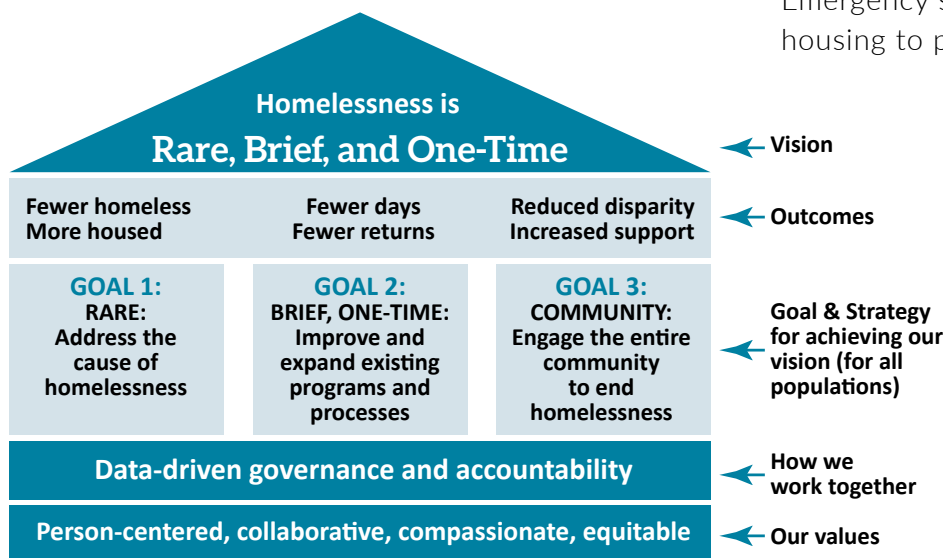 Emergency
housing to
Homelessness is
Rare, Brief, and One-Time
Vision
Fewer homeless
More housed
Fewer days
Fewer returns
Reduced disparity
Increased support
Outcomes
GOAL 1:
RARE:
Address the
cause of
homelessness
GOAL 2:
BRIEF, ONE-TIME:
Improve and
expand existing
programs and
processes
GOAL 3:
COMMUNITY:
Engage the entire
community
to end
homelessness
Goal & Strategy
for achieving our
vision (for all
populations)
Data-driven governance and accountability
How we
work together
Person-centered, collaborative, compassionate, equitable
Our values